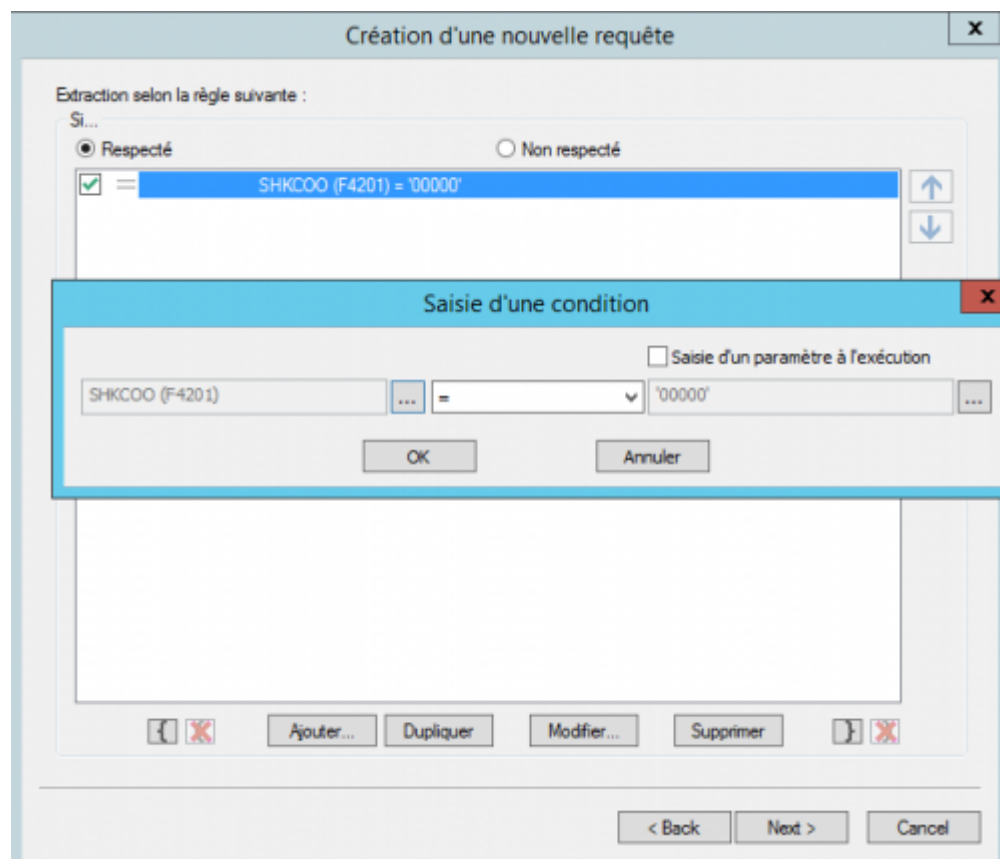 Création d'une nouvelle requête
x
Extraction selon la règle suivante :
Si...
Respecté Non respecté
= SHKCOO (F4201) = '00000'
Saisie d'une condition
x
Saisie d'un paramètre à l'exécution
SHKCOO (F4201) ... = '00000' ...
OK Annuler
{ Ajouter... Dupliquer Modifier... Supprimer }
< Back Next > Cancel